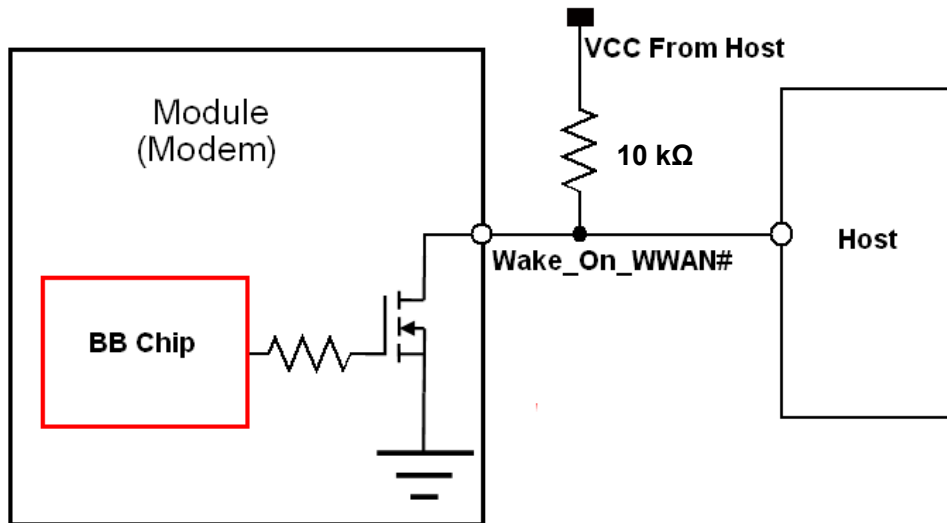 VCC From Host
Module
(Modem)
10 kΩ
Host
Wake_On_WWAN#
BB Chip